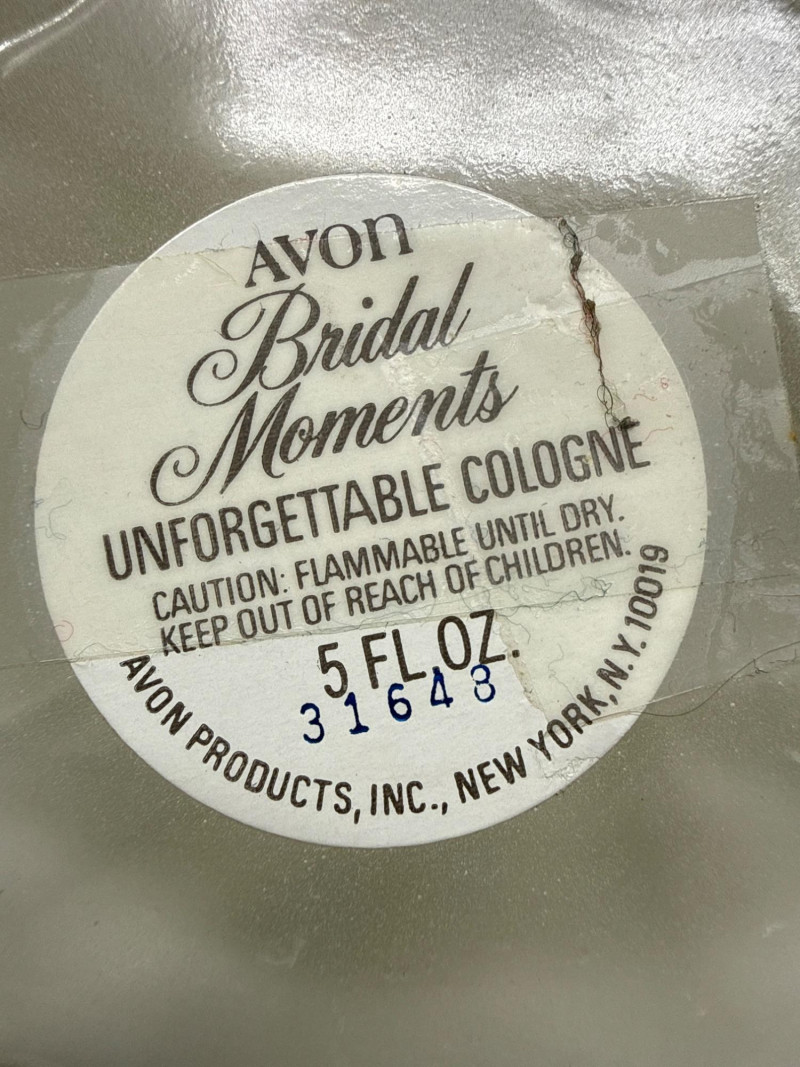 AVON
Bridal
Moments
UNFORGETTABLE COLOGNE
CAUTION: FLAMMABLE UNTIL DRY.
KEEP OUT OF REACH OF CHILDREN.
5 FL. OZ.
31648
AVON PRODUCTS, INC., NEW YORK, N.Y. 10019